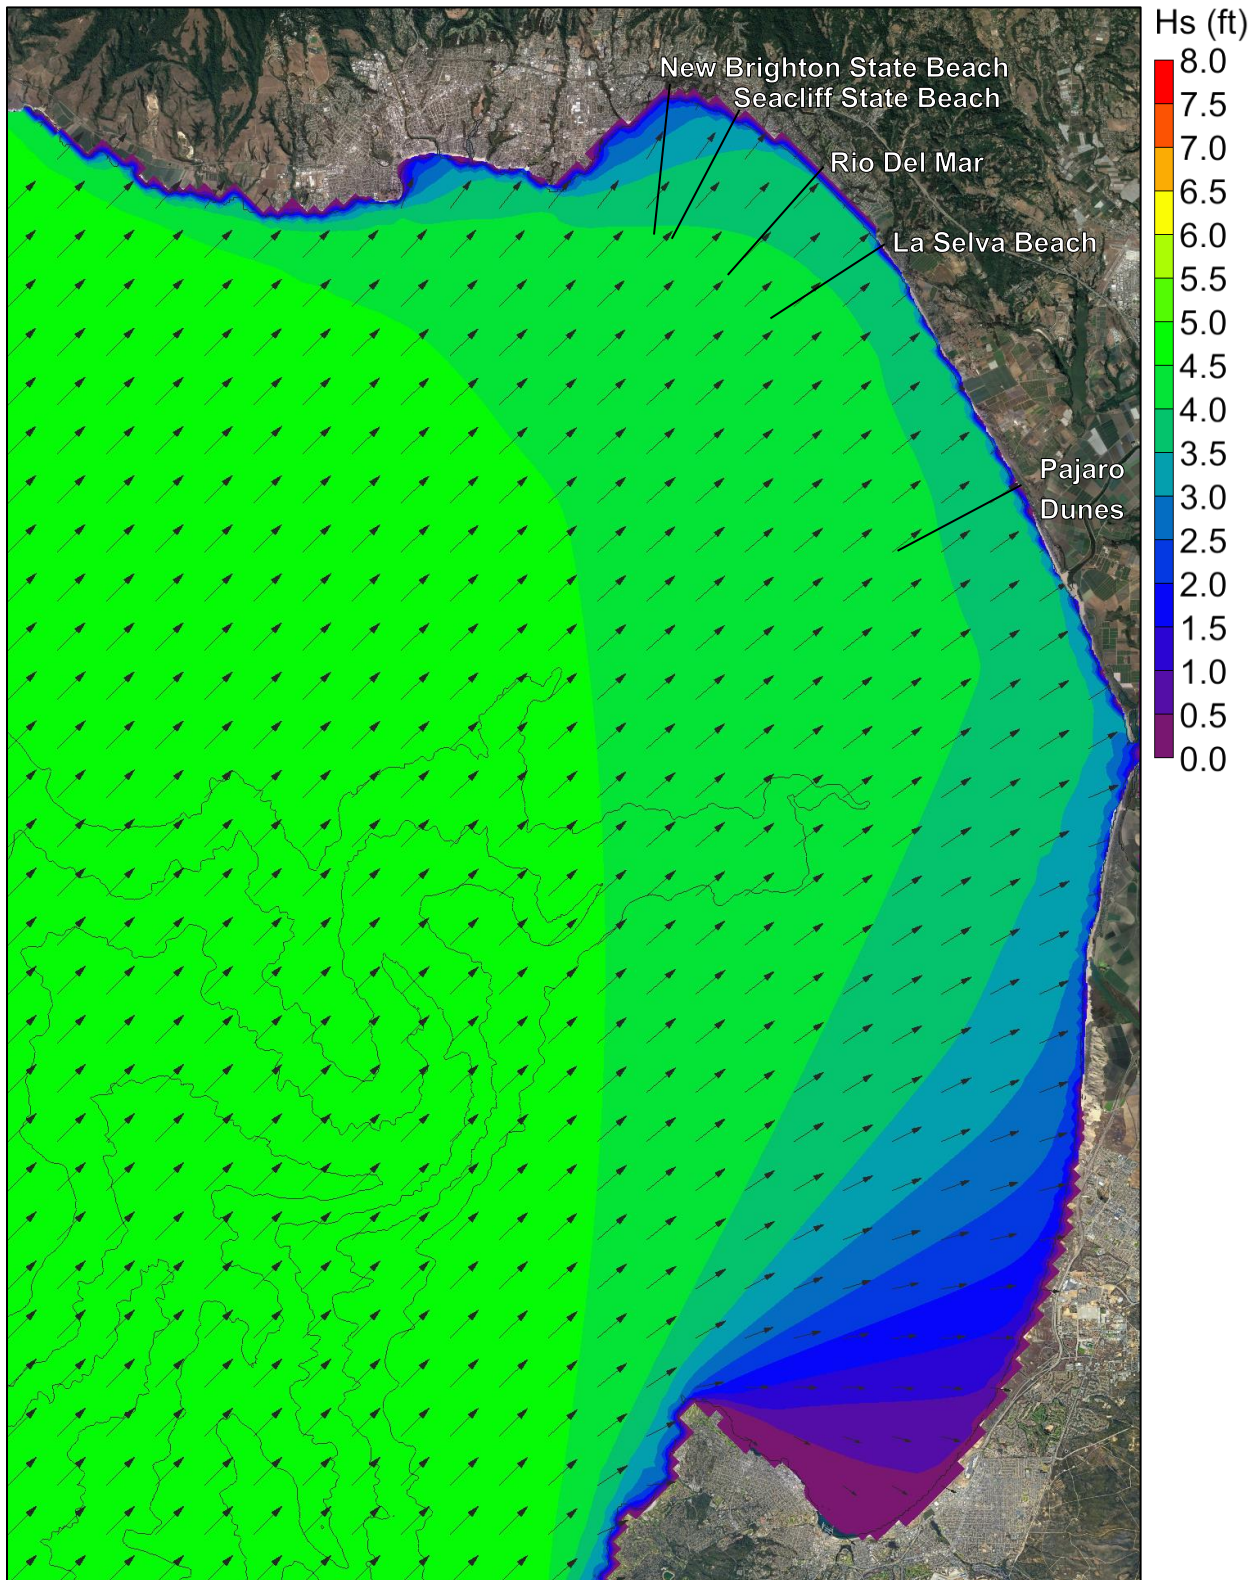 Hs (ft)
New Brighton State Beach
Seacliff State Beach
Rio Del Mar
La Selva Beach
Pajaro
Dunes
8.0
7.5
7.0
6.5
6.0
5.5
5.0
4.5
4.0
3.5
3.0
2.5
2.0
1.5
1.0
0.5
0.0